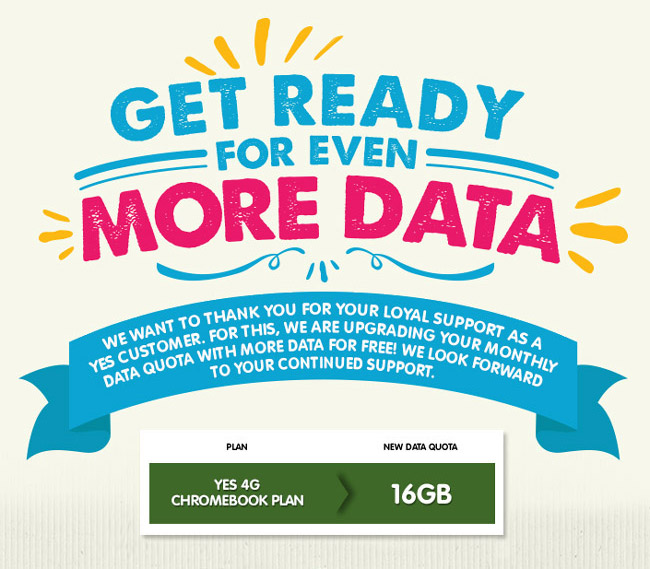 GET READY
FOR EVEN
MORE DATA
WE WANT TO THANK YOU FOR YOUR LOYAL SUPPORT AS A
YES CUSTOMER. FOR THIS, WE ARE UPGRADING YOUR MONTHLY
DATA QUOTA WITH MORE DATA FOR FREE! WE LOOK FORWARD
TO YOUR CONTINUED SUPPORT.
PLAN NEW DATA QUOTA
YES 4G
CHROMEBOOK PLAN
16GB